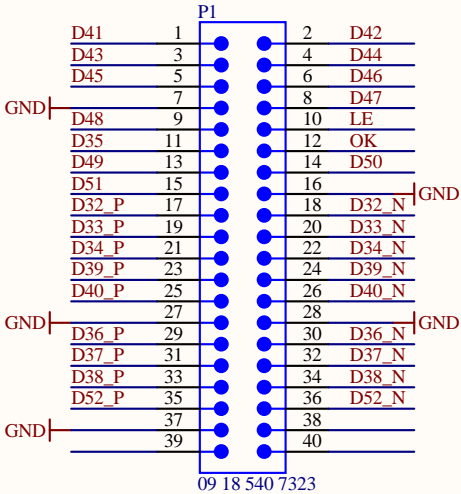 P1
D41 1 2 D42
D43 3 4 D44
D45 5 6 D46
GND 7 8 D47
D48 9 10 LE
D35 11 12 OK
D49 13 14 D50
D51 15 16 GND
D32_P 17 18 D32_N
D33_P 19 20 D33_N
D34_P 21 22 D34_N
D39_P 23 24 D39_N
D40_P 25 26 D40_N
GND 27 28 GND
D36_P 29 30 D36_N
D37_P 31 32 D37_N
D38_P 33 34 D38_N
D52_P 35 36 D52_N
GND 37 38
39 40
09 18 540 7323